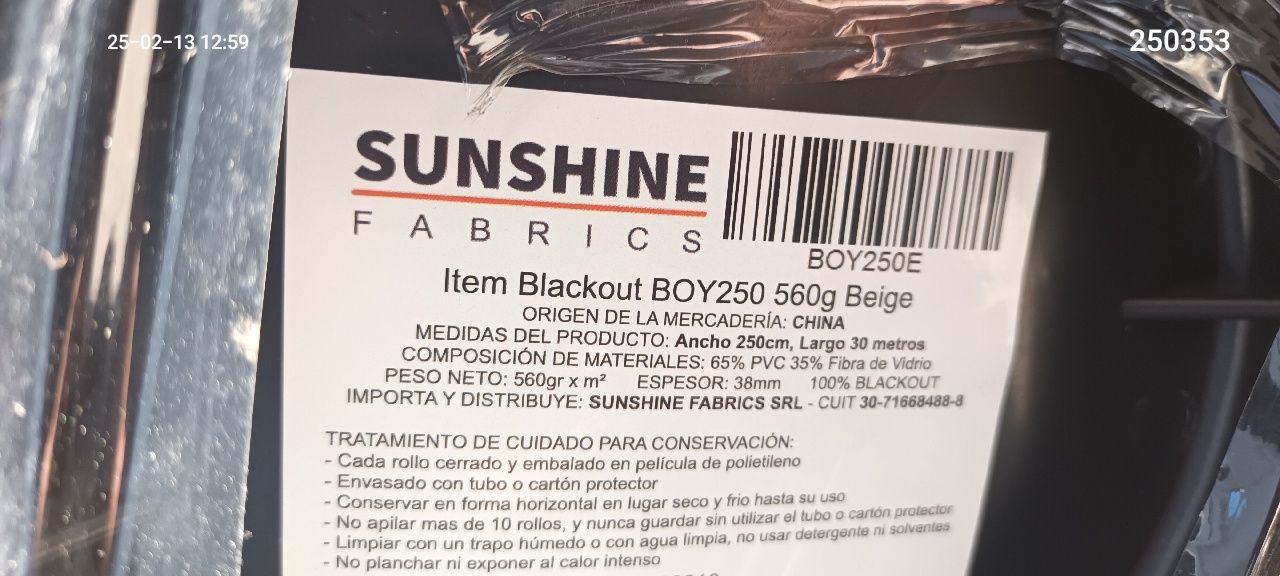 25-02-13 12:59
250353
SUNSHINE
FABRICS
BOY250E
Item Blackout BOY250 560g Beige
ORIGEN DE LA MERCADERÍA: CHINA
MEDIDAS DEL PRODUCTO: Ancho 250cm, Largo 30 metros
COMPOSICIÓN DE MATERIALES: 65% PVC 35% Fibra de Vidrio
PESO NETO: 560gr x m² ESPESOR: 38mm 100% BLACKOUT
IMPORTA Y DISTRIBUYE: SUNSHINE FABRICS SRL - CUIT 30-71668488-8
TRATAMIENTO DE CUIDADO PARA CONSERVACIÓN:
- Cada rollo cerrado y embalado en película de polietileno
- Envasado con tubo o cartón protector
- Conservar en forma horizontal en lugar seco y frio hasta su uso
- No apilar mas de 10 rollos, y nunca guardar sin utilizar el tubo o cartón protector
- Limpiar con un trapo húmedo o con agua limpia, no usar detergente ni solventes
- No planchar ni exponer al calor intenso